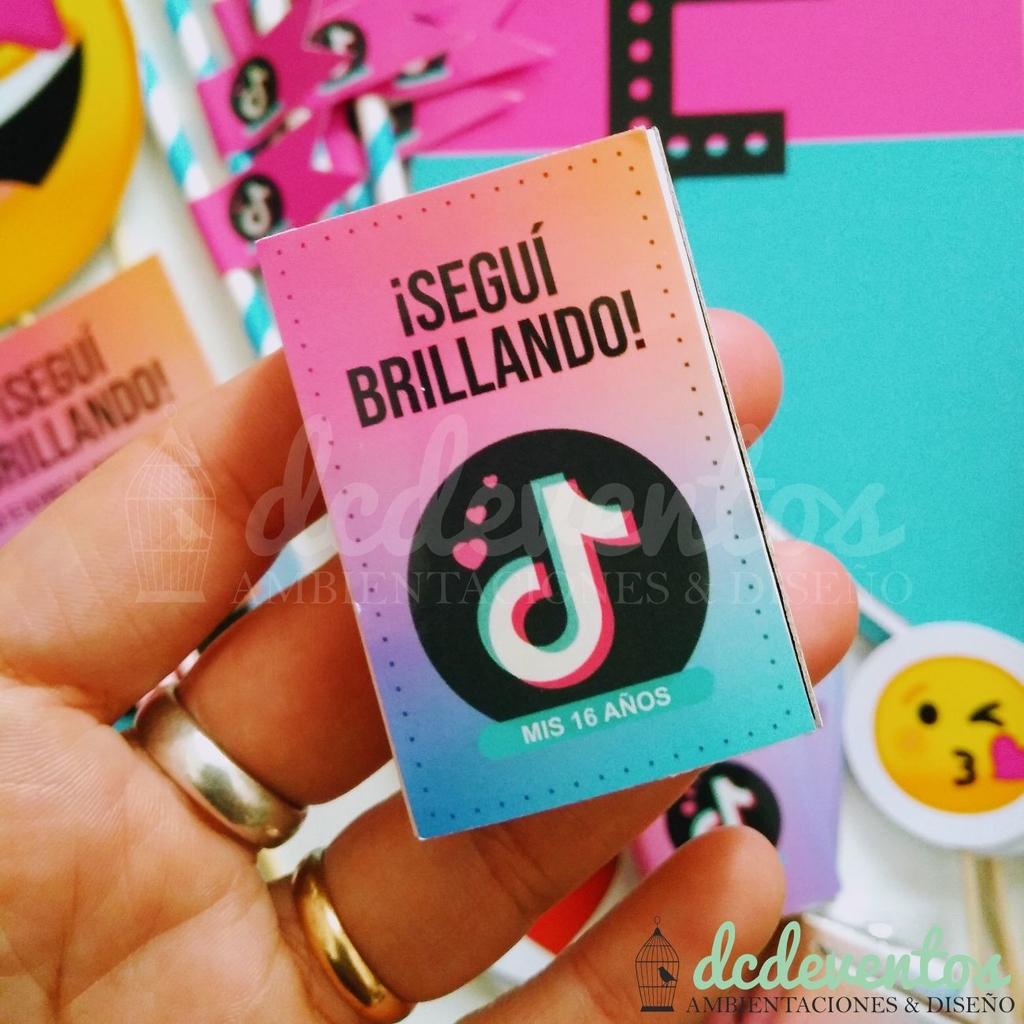 ¡SEGUÍ
BRILLANDO!
MIS 16 AÑOS
¡SEGUÍ
BRILLANDO!
dcdeventos
AMBIENTACIONES & DISEÑO
dcdeventos
AMBIENTACIONES & DISEÑO